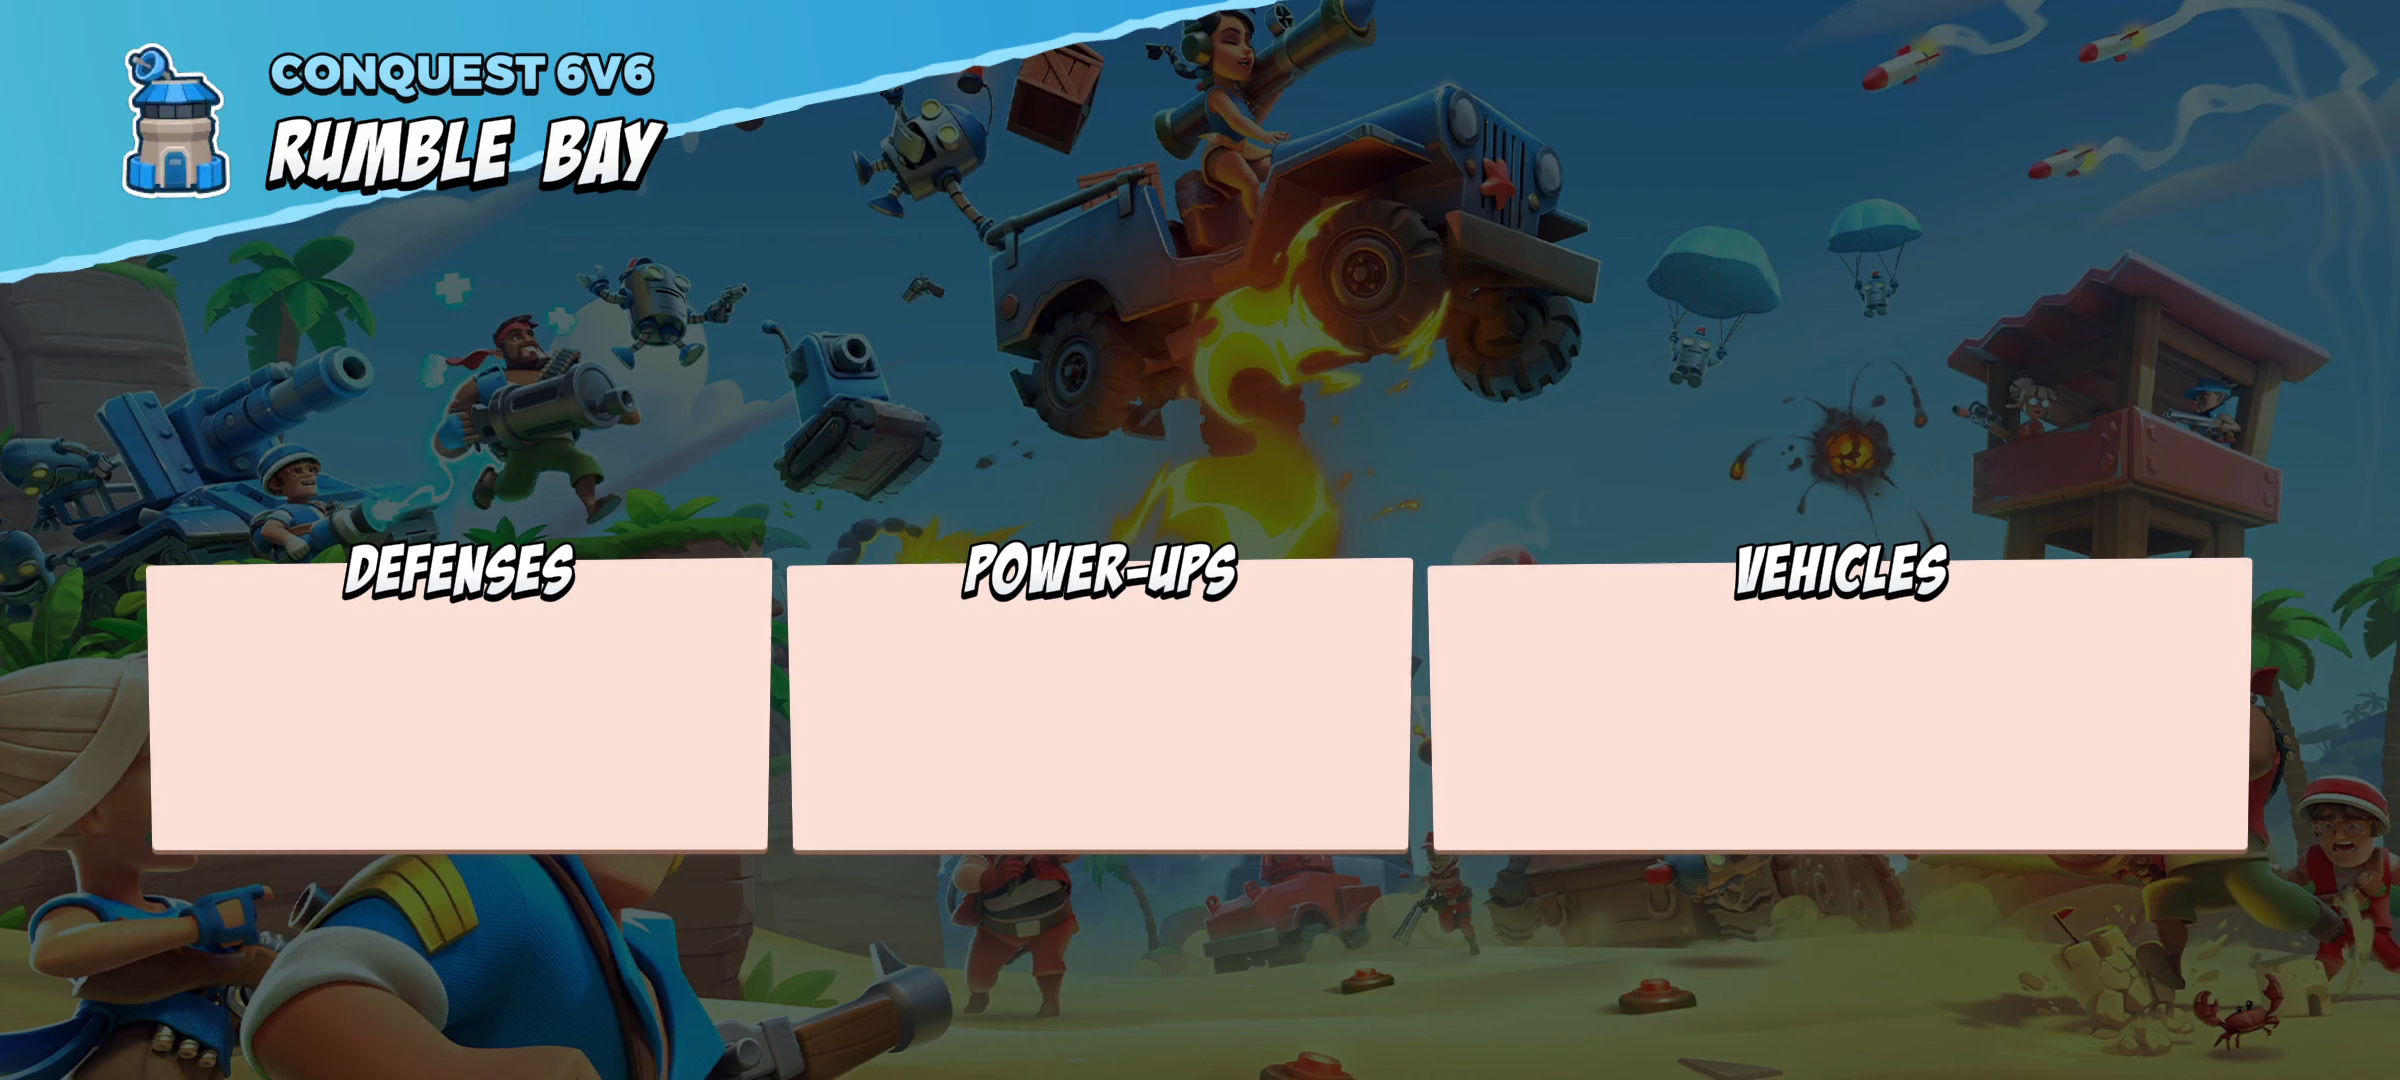 CONQUEST 6V6
RUMBLE BAY
DEFENSES
POWER-UPS
VEHICLES